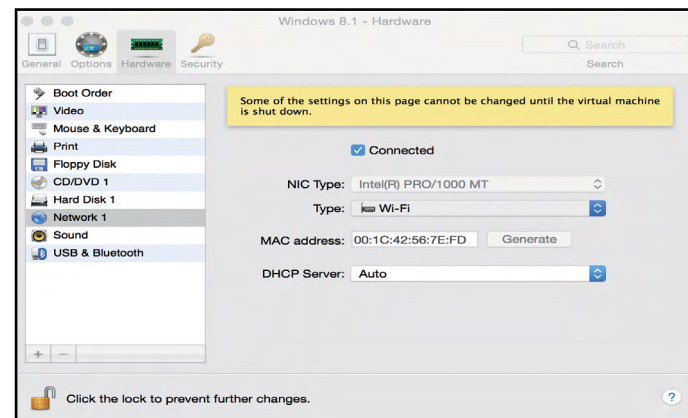 Windows 8.1 - Hardware
General Options Hardware Security
Search
Search
Boot Order
Video
Mouse & Keyboard
Print
Floppy Disk
CD/DVD 1
Hard Disk 1
Network 1
Sound
USB & Bluetooth
+ −
Some of the settings on this page cannot be changed until the virtual machine
is shut down.
Connected
NIC Type: Intel(R) PRO/1000 MT
Type: Wi-Fi
MAC address: 00:1C:42:56:7E:FD Generate
DHCP Server: Auto
Click the lock to prevent further changes.
?